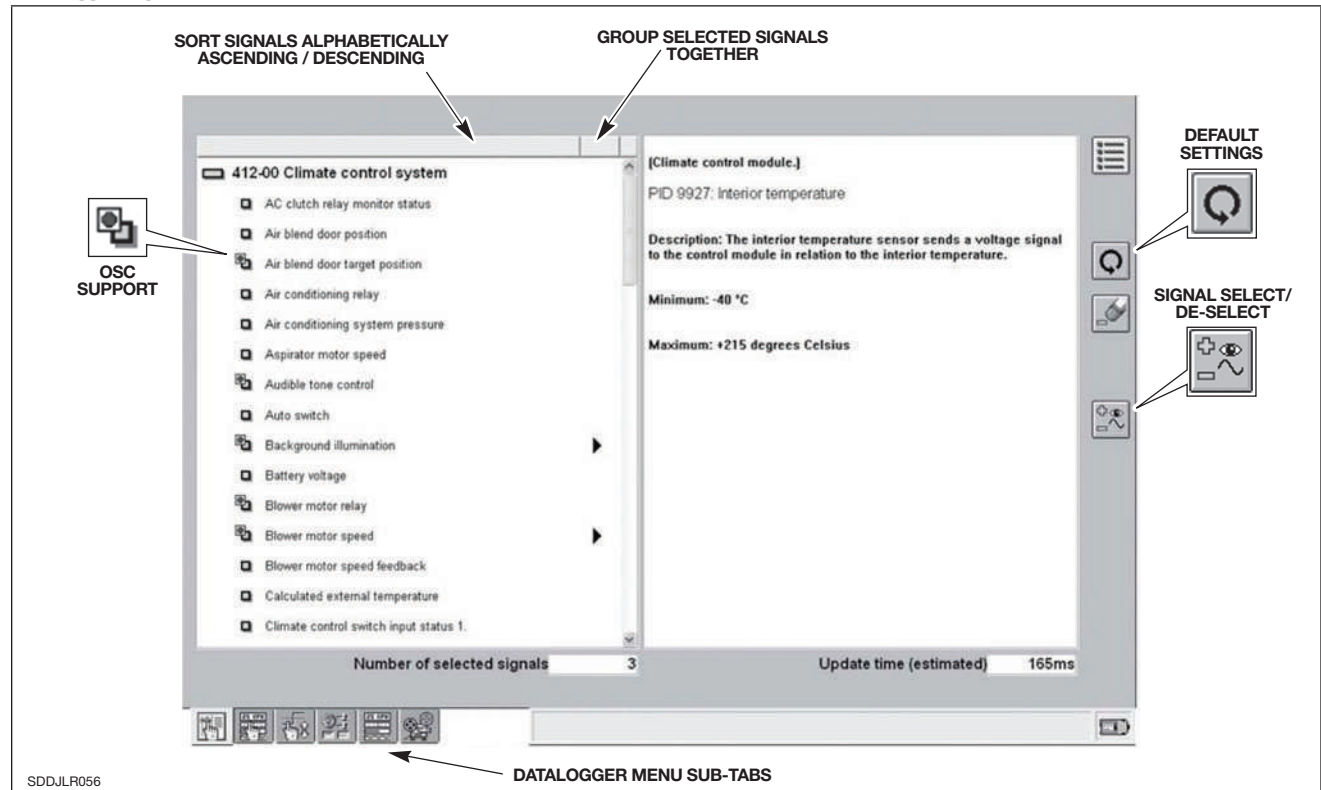 SORT SIGNALS ALPHABETICALLY
ASCENDING / DESCENDING
GROUP SELECTED SIGNALS
TOGETHER
DEFAULT
SETTINGS
OSC
SUPPORT
SIGNAL SELECT/
DE-SELECT
412-00 Climate control system
AC clutch relay monitor status
Air blend door position
Air blend door target position
Air conditioning relay
Air conditioning system pressure
Aspirator motor speed
Audible tone control
Auto switch
Background illumination
Battery voltage
Blower motor relay
Blower motor speed
Blower motor speed feedback
Calculated external temperature
Climate control switch input status 1.
[Climate control module.]
PID 9927: Interior temperature
Description: The interior temperature sensor sends a voltage signal
to the control module in relation to the interior temperature.
Minimum: -40 °C
Maximum: +215 degrees Celsius
Number of selected signals 3
Update time (estimated) 165ms
DATALOGGER MENU SUB-TABS
SDDJLR056